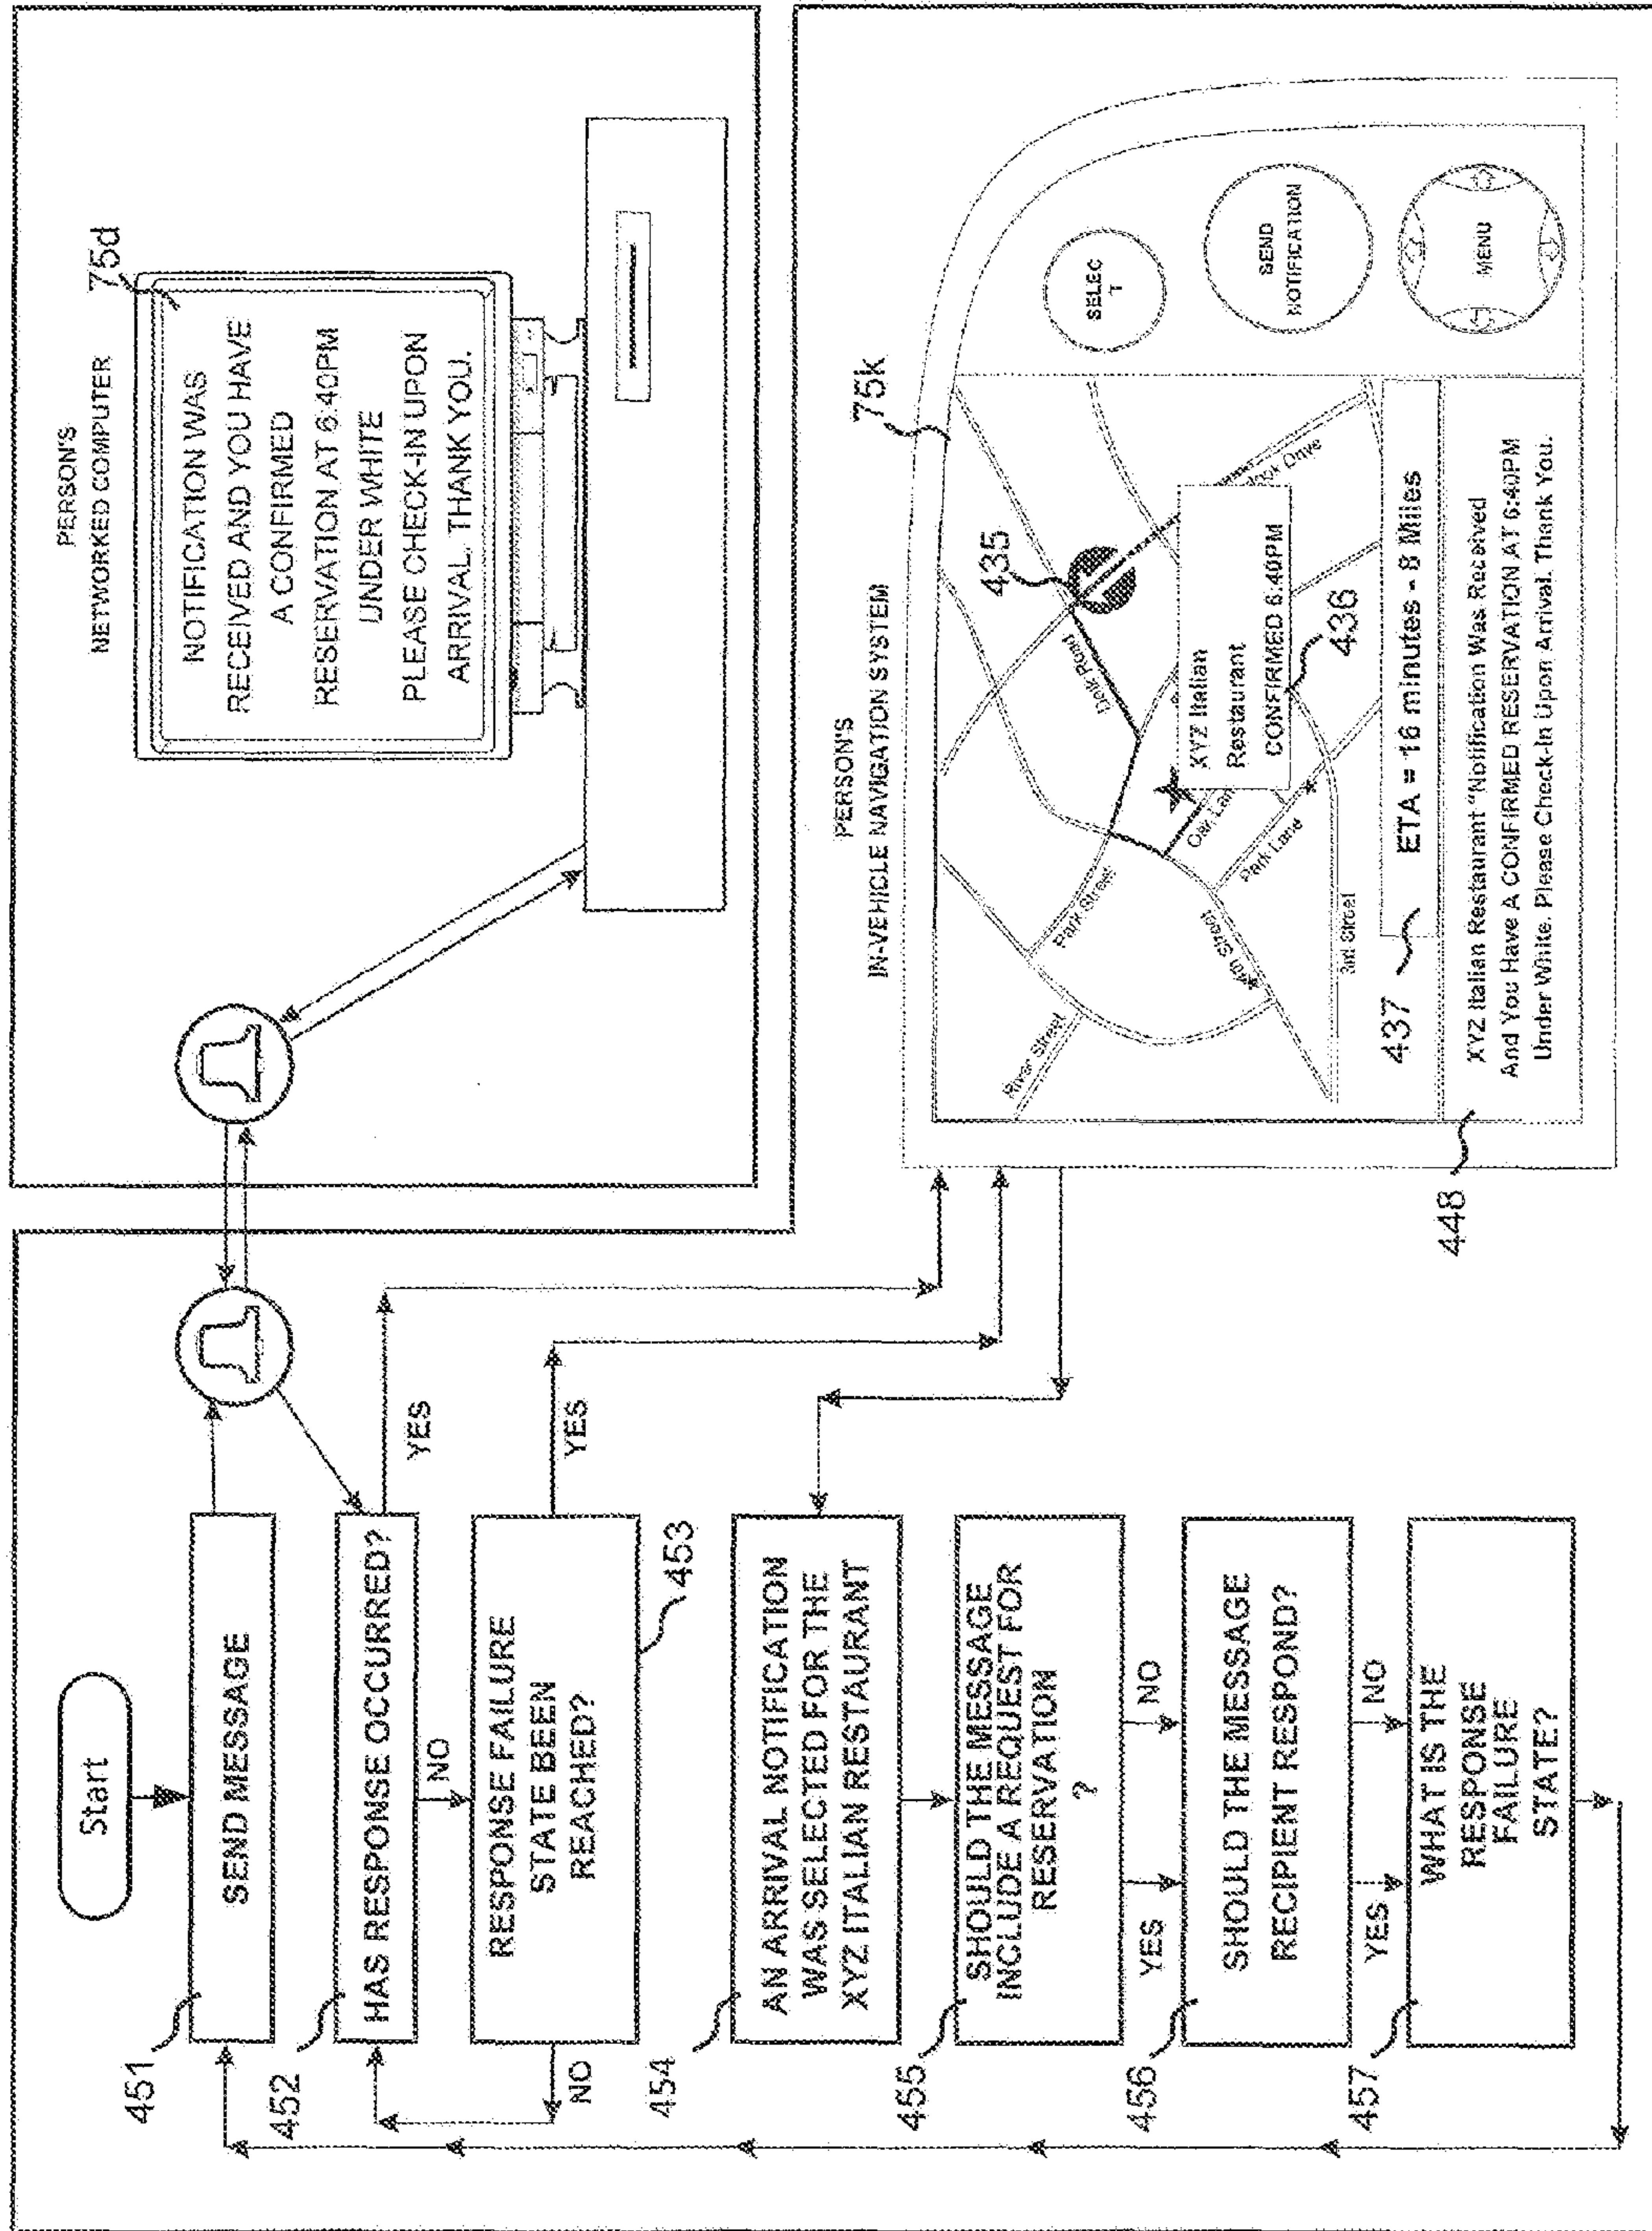 Start
451
SEND MESSAGE
452
HAS RESPONSE OCCURRED?
YES
NO
RESPONSE FAILURE
STATE BEEN
REACHED?
453
YES
NO
454
AN ARRIVAL NOTIFICATION
WAS SELECTED FOR THE
XYZ ITALIAN RESTAURANT
455
SHOULD THE MESSAGE
INCLUDE A REQUEST FOR
RESERVATION
?
YES
NO
456
SHOULD THE MESSAGE
RECIPIENT RESPOND?
YES
NO
457
WHAT IS THE
RESPONSE
FAILURE
STATE?
PERSON'S
NETWORKED COMPUTER
75d
NOTIFICATION WAS
RECEIVED AND YOU HAVE
A CONFIRMED
RESERVATION AT 6:40PM
UNDER WHITE
PLEASE CHECK-IN UPON
ARRIVAL. THANK YOU.
PERSON'S
IN-VEHICLE NAVIGATION SYSTEM
75k
435
River Street
Park Street
4th Street
Park Lane
2nd Street
XYZ Italian
Restaurant
CONFIRMED 6:40PM
436
Drive
SELEC
T
SEND
NOTIFICATION
MENU
437
ETA = 16 minutes - 8 Miles
448
XYZ Italian Restaurant "Notification Was Received
And You Have A CONFIRMED RESERVATION AT 6:40PM
Under White. Please Check-In Upon Arrival. Thank You.